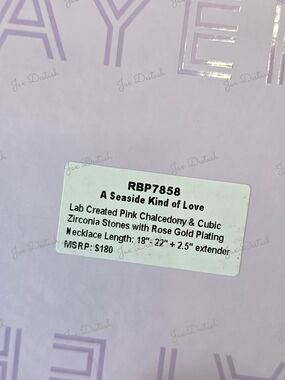 AYE
RBP7858
A Seaside Kind of Love
Lab Created Pink Chalcedony & Cubic
Zirconia Stones with Rose Gold Plating
Necklace Length: 18"- 22" + 2.5" extender
MSRP: $180